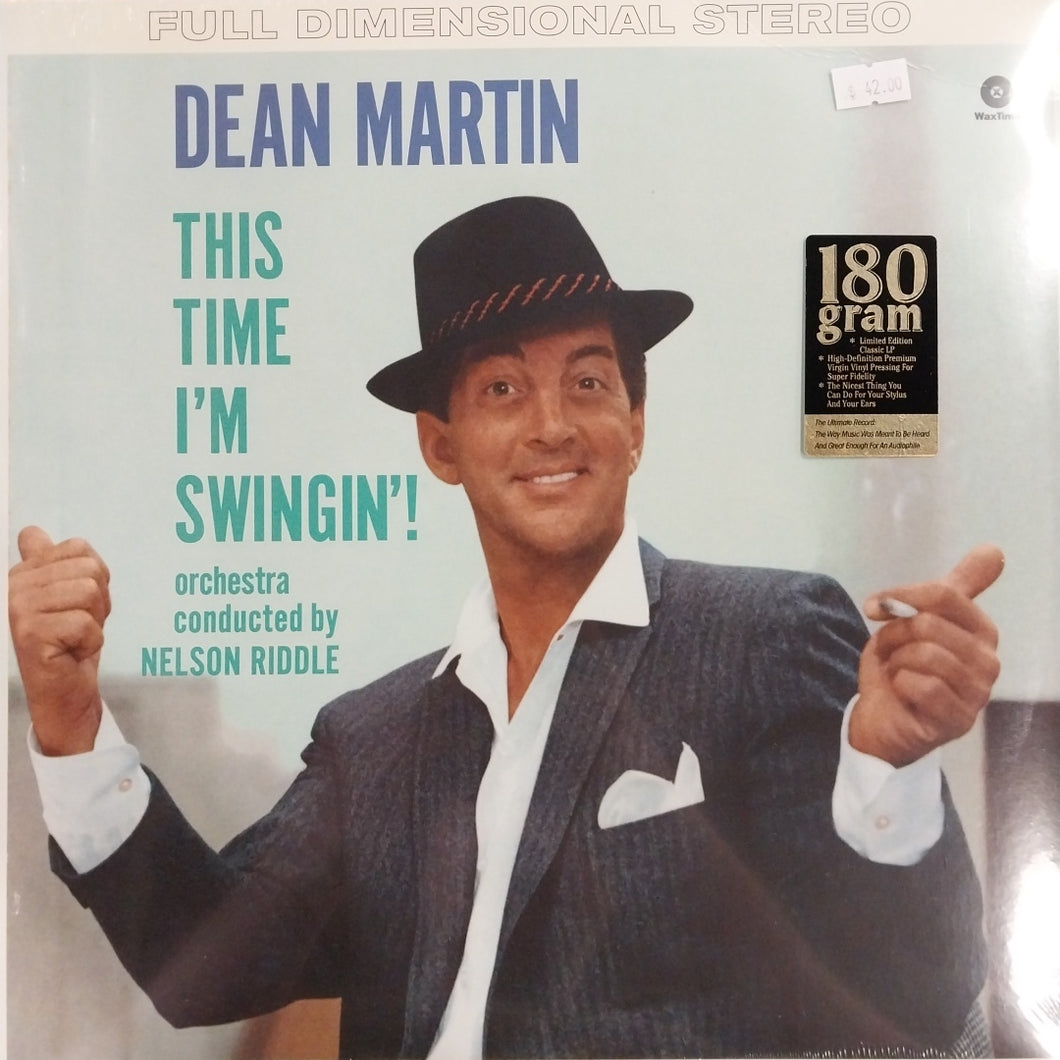 FULL DIMENSIONAL STEREO
DEAN MARTIN
$ 42.00
WaxTime
THIS
TIME
I'M
SWINGIN'!
orchestra
conducted by
NELSON RIDDLE
180
gram
* Limited Edition
Classic LP
* High-Definition Premium
Virgin Vinyl Pressing For
Super Fidelity
* The Nicest Thing You
Can Do For Your Stylus
And Your Ears
The Ultimate Record:
The Way Music Was Meant To Be Heard
And Great Enough For An Audiophile